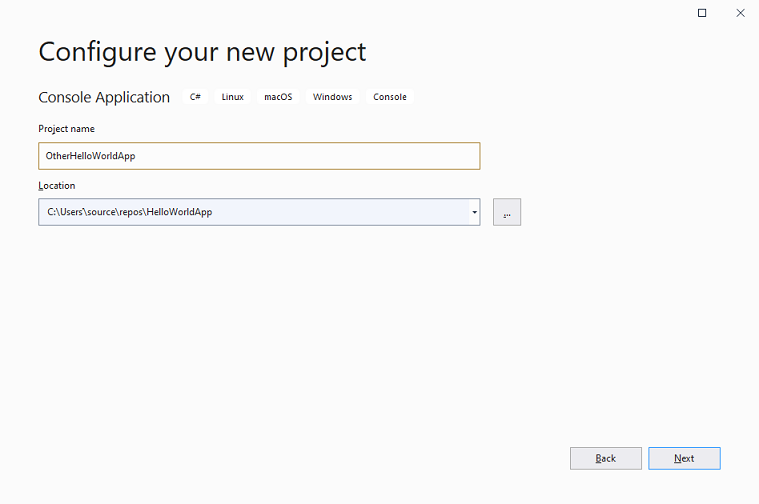 Configure your new project
Console Application C# Linux macOS Windows Console
Project name
OtherHelloWorldApp
Location
C:\Users\source\repos\HelloWorldApp
...
Back Next